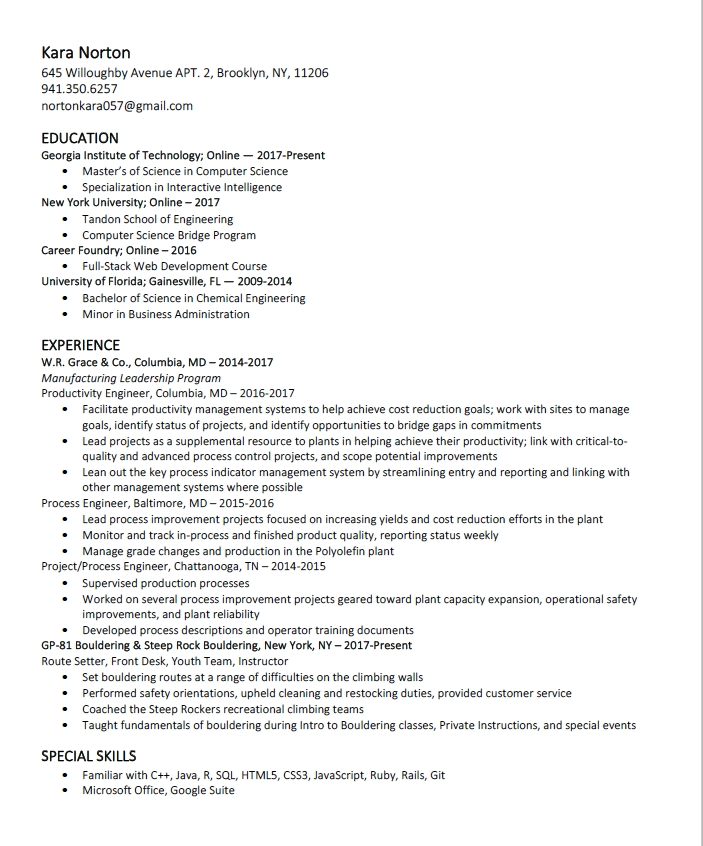 Kara Norton
645 Willoughby Avenue APT. 2, Brooklyn, NY, 11206
941.350.6257
nortonkara057@gmail.com
EDUCATION
Georgia Institute of Technology; Online — 2017-Present
• Master's of Science in Computer Science
• Specialization in Interactive Intelligence
New York University; Online – 2017
• Tandon School of Engineering
• Computer Science Bridge Program
Career Foundry; Online – 2016
• Full-Stack Web Development Course
University of Florida; Gainesville, FL — 2009-2014
• Bachelor of Science in Chemical Engineering
• Minor in Business Administration
EXPERIENCE
W.R. Grace & Co., Columbia, MD – 2014-2017
Manufacturing Leadership Program
Productivity Engineer, Columbia, MD – 2016-2017
• Facilitate productivity management systems to help achieve cost reduction goals; work with sites to manage
goals, identify status of projects, and identify opportunities to bridge gaps in commitments
• Lead projects as a supplemental resource to plants in helping achieve their productivity; link with critical-to-
quality and advanced process control projects, and scope potential improvements
• Lean out the key process indicator management system by streamlining entry and reporting and linking with
other management systems where possible
Process Engineer, Baltimore, MD – 2015-2016
• Lead process improvement projects focused on increasing yields and cost reduction efforts in the plant
• Monitor and track in-process and finished product quality, reporting status weekly
• Manage grade changes and production in the Polyolefin plant
Project/Process Engineer, Chattanooga, TN – 2014-2015
• Supervised production processes
• Worked on several process improvement projects geared toward plant capacity expansion, operational safety
improvements, and plant reliability
• Developed process descriptions and operator training documents
GP-81 Bouldering & Steep Rock Bouldering, New York, NY – 2017-Present
Route Setter, Front Desk, Youth Team, Instructor
• Set bouldering routes at a range of difficulties on the climbing walls
• Performed safety orientations, upheld cleaning and restocking duties, provided customer service
• Coached the Steep Rockers recreational climbing teams
• Taught fundamentals of bouldering during Intro to Bouldering classes, Private Instructions, and special events
SPECIAL SKILLS
• Familiar with C++, Java, R, SQL, HTML5, CSS3, JavaScript, Ruby, Rails, Git
• Microsoft Office, Google Suite